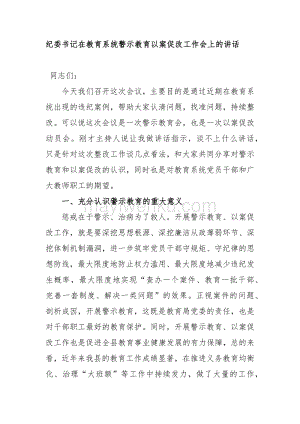 纪委书记在教育系统警示教育以案促改工作会上的讲话
同志们：
今天我们召开这次会议，主要目的是通过近期在教育系
统出现的违纪案例，帮助大家认清问题，找准问题，持续整
改。可以说这次会议是一次警示教育会，也是一次以案促改
动员会。刚才主持人说让我做讲话指示，谈不上什么讲话，
只是针对这次整改工作谈几点看法，和大家共同分享对警示
教育和以案促改的认识，同时也是对教育系统党员干部和广
大教师职工的期望。
一、充分认识警示教育的重大意义
惩戒在于警示、治病为了救人。开展警示教育、以案促
改工作，就是要深挖思想根源、深挖廉洁从政薄弱环节、深
挖体制机制漏洞，进一步筑牢党员干部守规矩、守纪律的思
想防线，最大限度地防止权力滥用、最大限度地减少违纪发
生概率，最大限度地实现“查办一个案件、教育一批干部、
完善一套制度、解决一类问题”的效果。正视案件的问题，
剖析成因，开展警示教育，这既是教育局党委的责任，也是
对干部职工最好的教育保护。同时，开展警示教育、以案促
改工作也是促进全县教育事业健康发展的有力保障，总的来
看，近年来我县的教育工作成绩显著，在推进义务教育均衡
化、治理“大班额”等工作中持续发力，做了大量的工作，